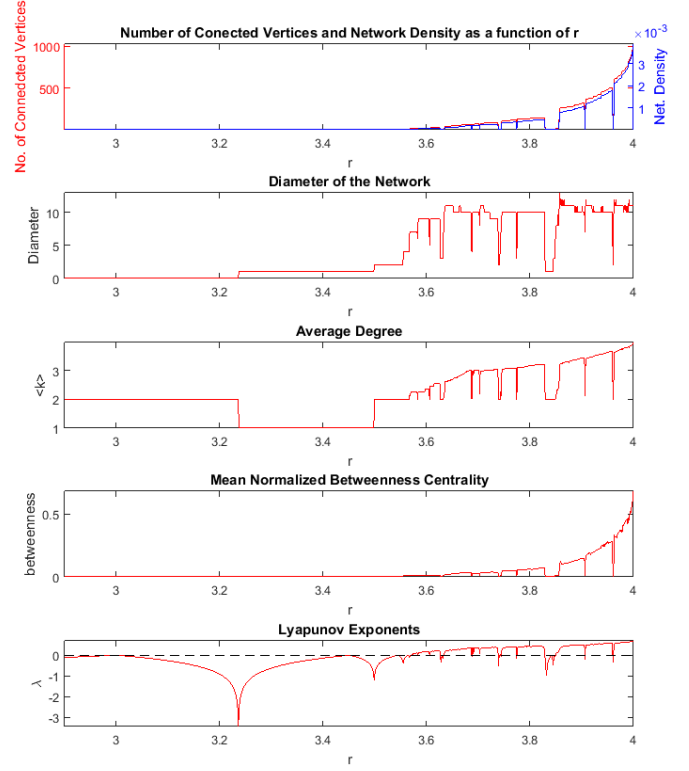 Number of Conected Vertices and Network Density as a function of r
No. of Connedcted Vertices
1000
500
×10⁻³
3
2
1
Net. Density
3 3.2 3.4 3.6 3.8 4
r
Diameter of the Network
Diameter
10
5
0
3 3.2 3.4 3.6 3.8 4
r
Average Degree
<k>
3
2
1
3 3.2 3.4 3.6 3.8 4
r
Mean Normalized Betweenness Centrality
betweenness
0.5
0
3 3.2 3.4 3.6 3.8 4
r
Lyapunov Exponents
λ
0
-1
-2
-3
3 3.2 3.4 3.6 3.8 4
r